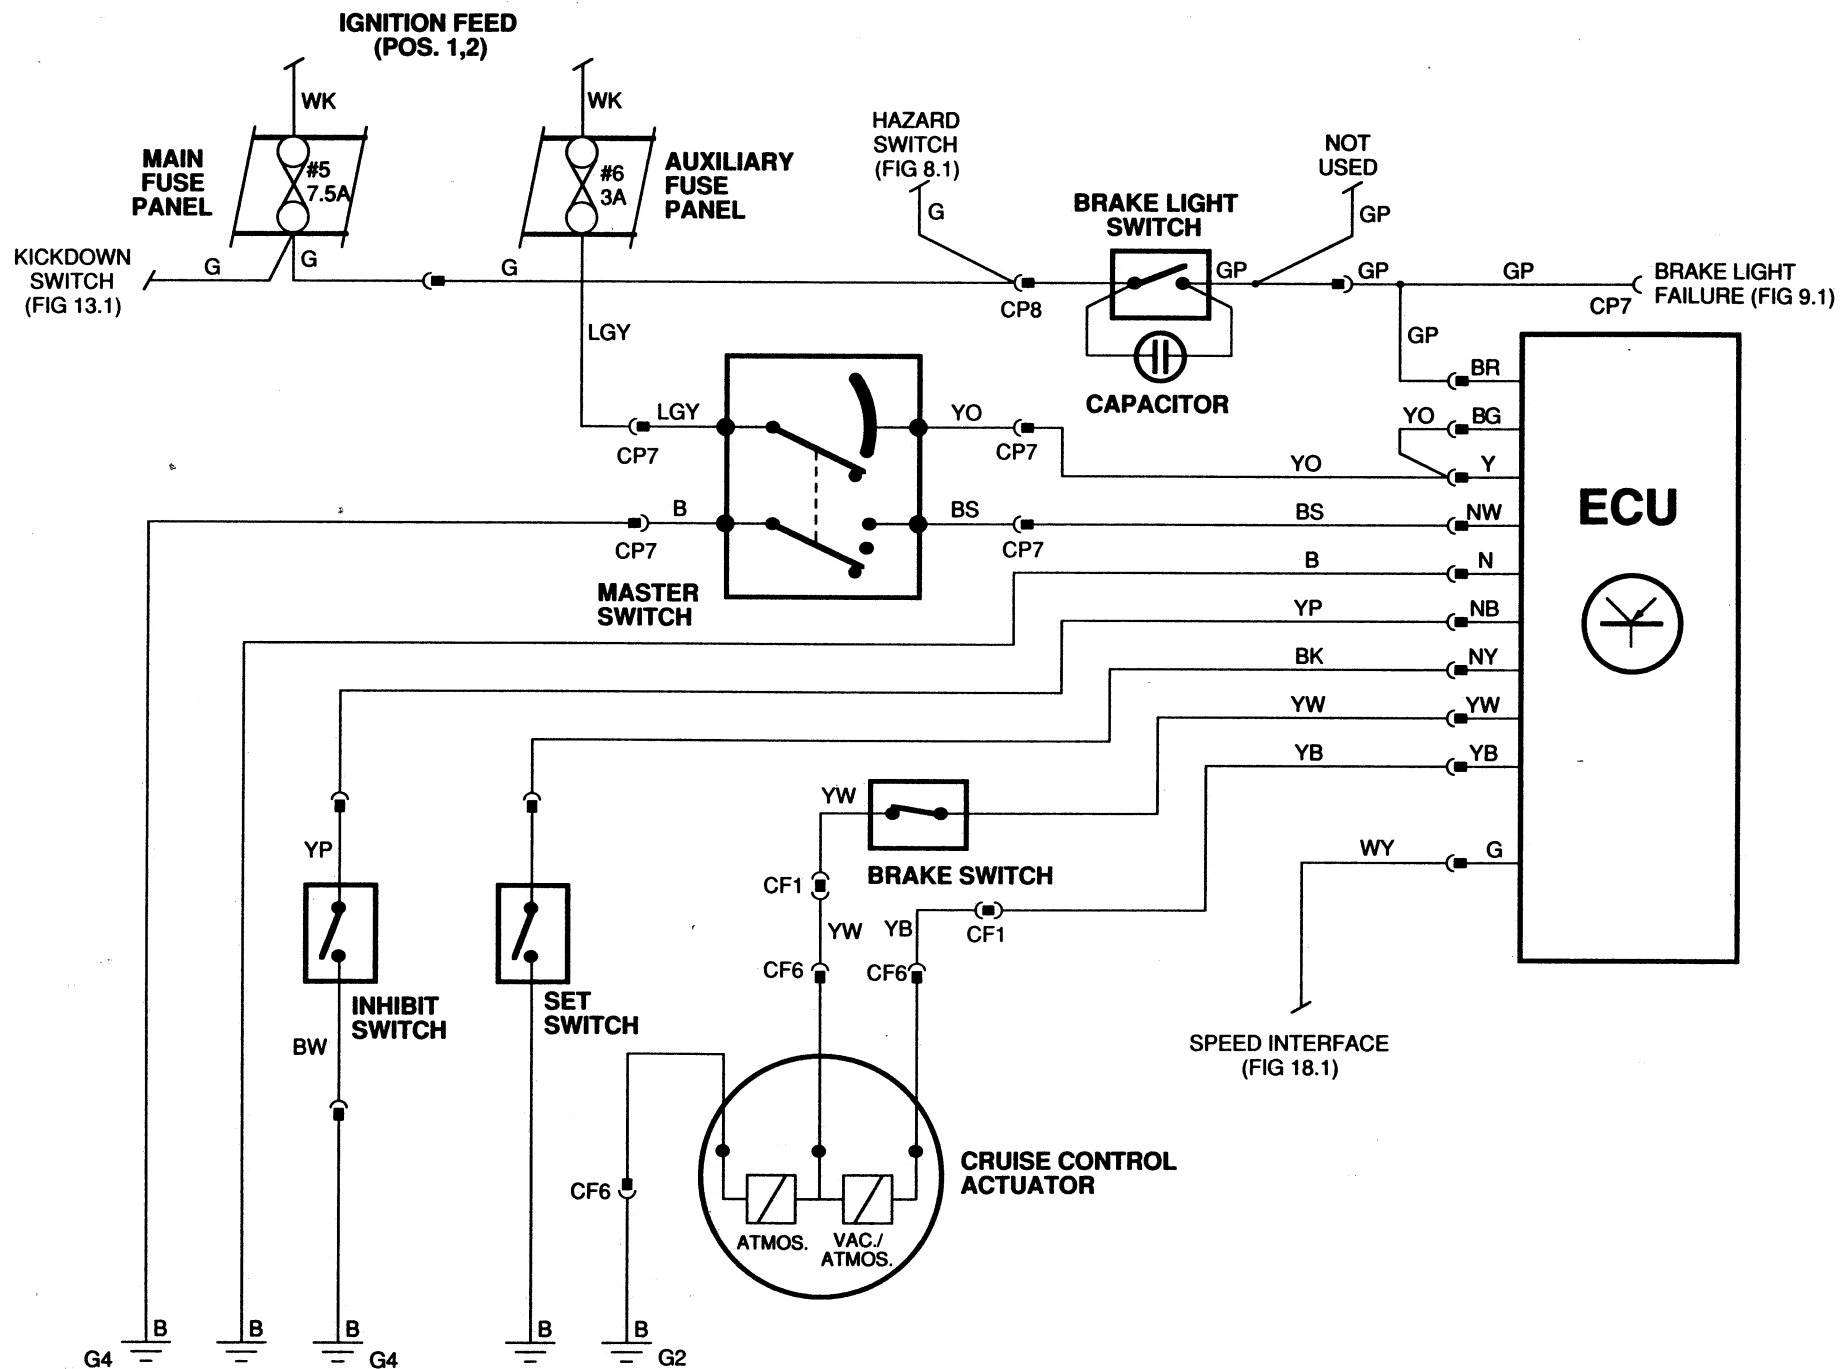 IGNITION FEED
(POS. 1,2)
WK
WK
MAIN
FUSE
PANEL
#5
7.5A
#6
3A
AUXILIARY
FUSE
PANEL
HAZARD
SWITCH
(FIG 8.1)
G
NOT
USED
GP
BRAKE LIGHT
SWITCH
KICKDOWN
SWITCH
(FIG 13.1)
G
G
G
CP8
GP
GP
GP
CP7
BRAKE LIGHT
FAILURE (FIG 9.1)
LGY
CAPACITOR
GP
BR
LGY
CP7
YO
CP7
YO
BG
YO
Y
B
CP7
BS
CP7
BS
NW
ECU
MASTER
SWITCH
B
N
YP
NB
BK
NY
YW
YW
YB
YB
YW
BRAKE SWITCH
YP
CF1
YW
YB
CF1
WY
G
CF6
CF6
INHIBIT
SWITCH
SET
SWITCH
BW
SPEED INTERFACE
(FIG 18.1)
CF6
CRUISE CONTROL
ACTUATOR
ATMOS.
VAC./
ATMOS.
B
B
B
B
B
G4
G4
G2